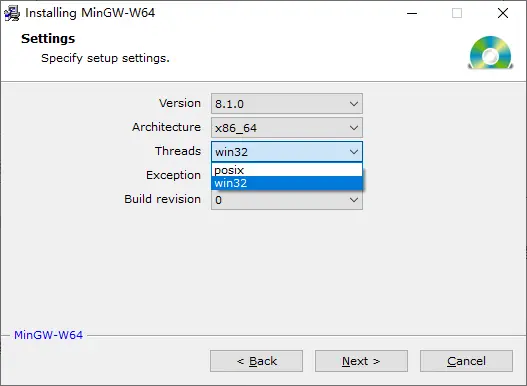 Installing MinGW-W64
Settings
Specify setup settings.
Version 8.1.0
Architecture x86_64
Threads win32
posix
Exception
win32
Build revision 0
MinGW-W64
< Back Next > Cancel